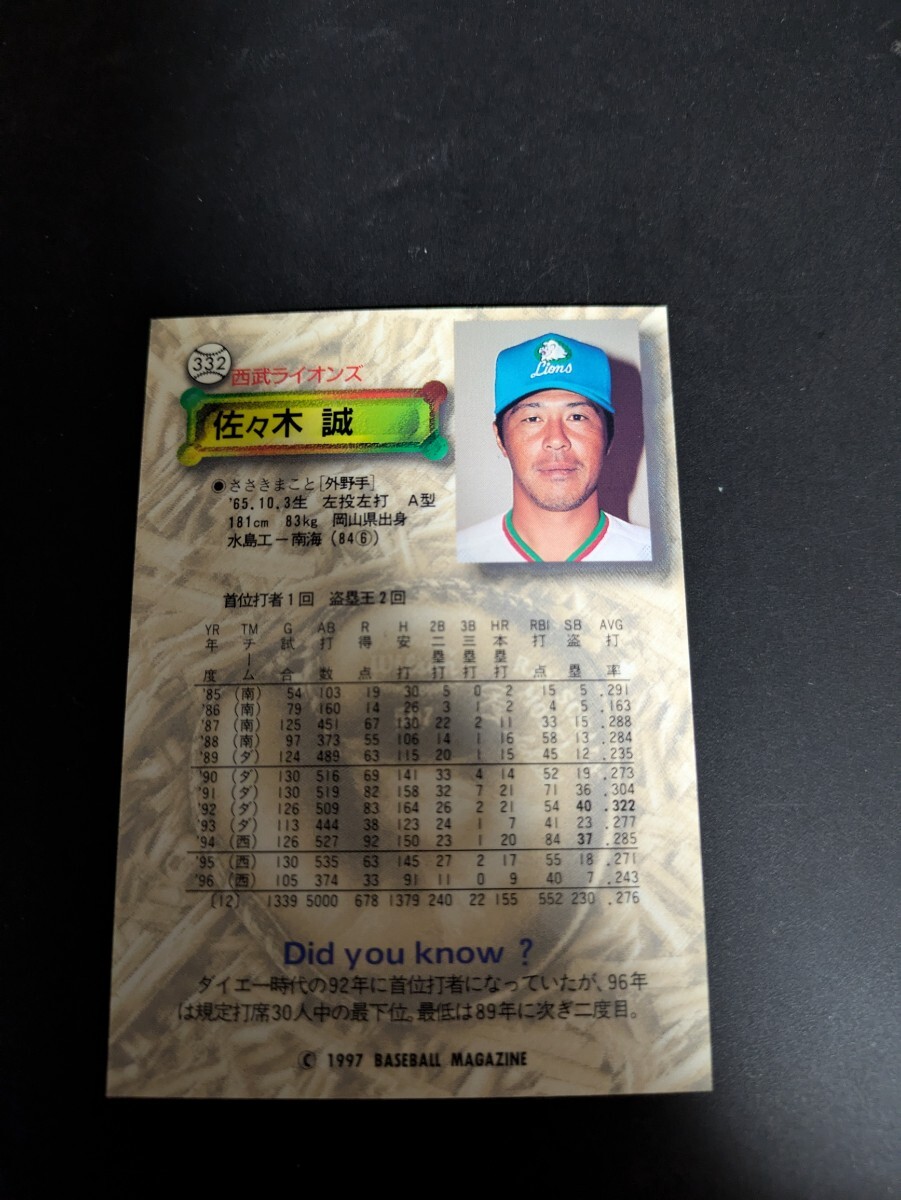 332
西武ライオンズ
佐々木 誠
Lions
◉ささきまこと[外野手]
'65.10.3生 左投左打 A型
181cm 83kg 岡山県出身
水島工ー南海(84⑥)
首位打者1回 盗塁王2回
YR TM G AB R H 2B 3B HR RBI SB AVG
年度 チーム 試合 打数 得点 安打 二塁打 三塁打 本塁打 打点 盗塁 打率
'85 (南) 54 103 19 30 5 0 2 15 5 .291
'86 (南) 79 160 14 26 3 1 2 4 5 .163
'87 (南) 125 451 67 130 22 2 11 33 15 .288
'88 (南) 97 373 55 106 14 1 16 58 13 .284
'89 (ダ) 124 489 63 115 20 1 15 45 12 .235
'90 (ダ) 130 516 69 141 33 4 14 52 19 .273
'91 (ダ) 130 519 82 158 32 7 21 71 36 .304
'92 (ダ) 126 509 83 164 26 2 21 54 40 .322
'93 (ダ) 113 444 38 123 24 1 7 41 23 .277
'94 (西) 126 527 92 150 23 1 20 84 37 .285
'95 (西) 130 535 63 145 27 2 17 55 18 .271
'96 (西) 105 374 33 91 11 0 9 40 7 .243
〔12〕 1339 5000 678 1379 240 22 155 552 230 .276
Did you know ?
ダイエー時代の92年に首位打者になっていたが、96年
は規定打席30人中の最下位。最低は89年に次ぎ二度目。
© 1997 BASEBALL MAGAZINE